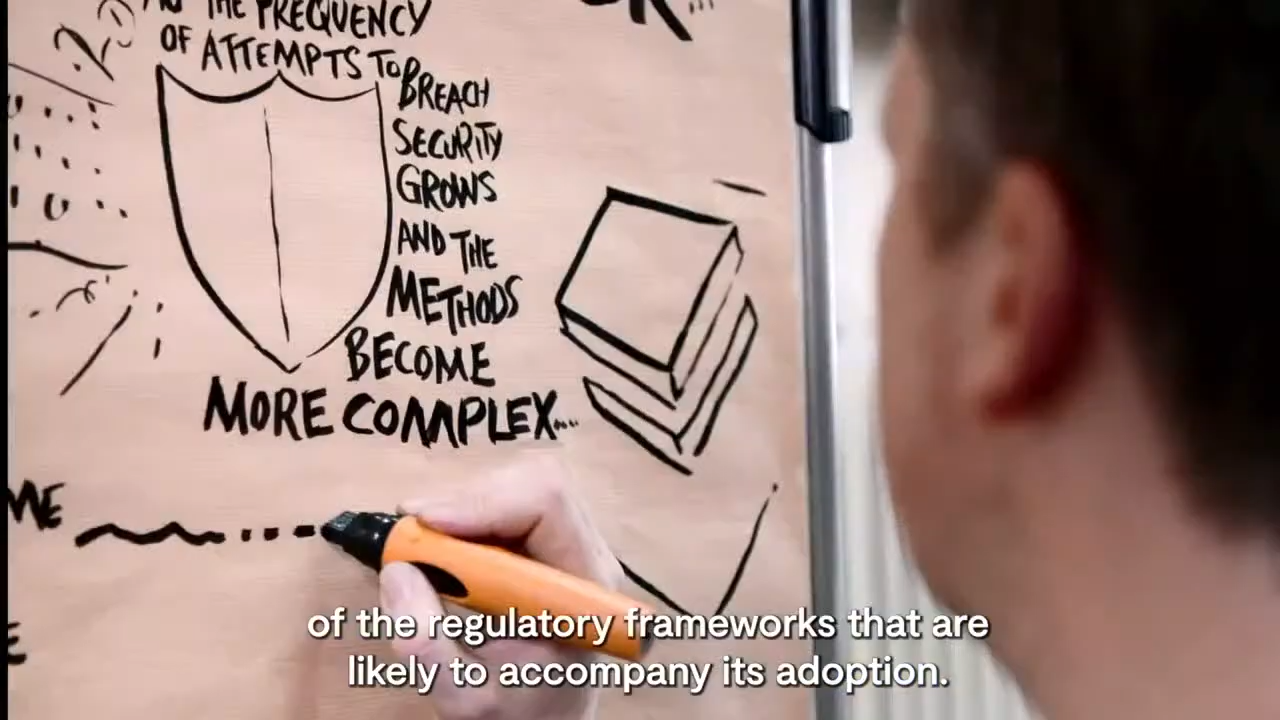 THE FREQUENCY
OF ATTEMPTS TO
BREACH
SECURITY
GROWS
AND THE
METHODS
BECOME
MORE COMPLEX...
of the regulatory frameworks that are
likely to accompany its adoption.